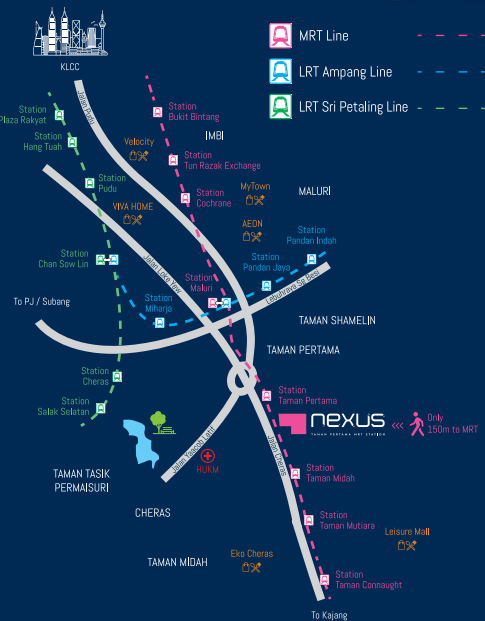 KLCC
MRT Line
LRT Ampang Line
LRT Sri Petaling Line
Jalan Pudu
Station
Plaza Rakyat
Station
Hang Tuah
Station
Pudu
Velocity
VIVA HOME
Station
Bukit Bintang
IMBI
Station
Tun Razak Exchange
Station
Cochrane
MyTown
MALURI
AEON
Station
Pandan Indah
Station
Pandan Jaya
Station
Chan Sow Lin
Jalan Loke Yew
Station
Maluri
Station
Miharja
Lebuhraya Sg Besi
To PJ / Subang
TAMAN SHAMELIN
TAMAN PERTAMA
Station
Cheras
Station
Salak Selatan
Station
Taman Pertama
nexus
TAMAN PERTAMA MRT STATION
<<<
Only
150m to MRT
Jalan Yaacob Latif
HUKM
Jalan Cheras
TAMAN TASIK
PERMAISURI
Station
Taman Midah
CHERAS
Station
Taman Mutiara
Leisure Mall
TAMAN MIDAH
Eko Cheras
Station
Taman Connaught
To Kajang